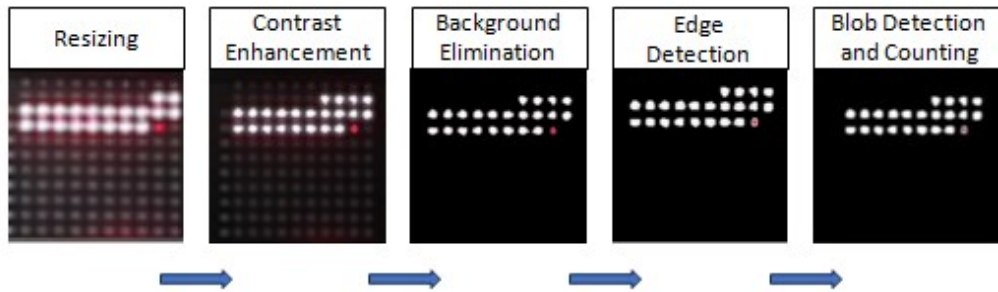 Resizing
Contrast
Enhancement
Background
Elimination
Edge
Detection
Blob Detection
and Counting